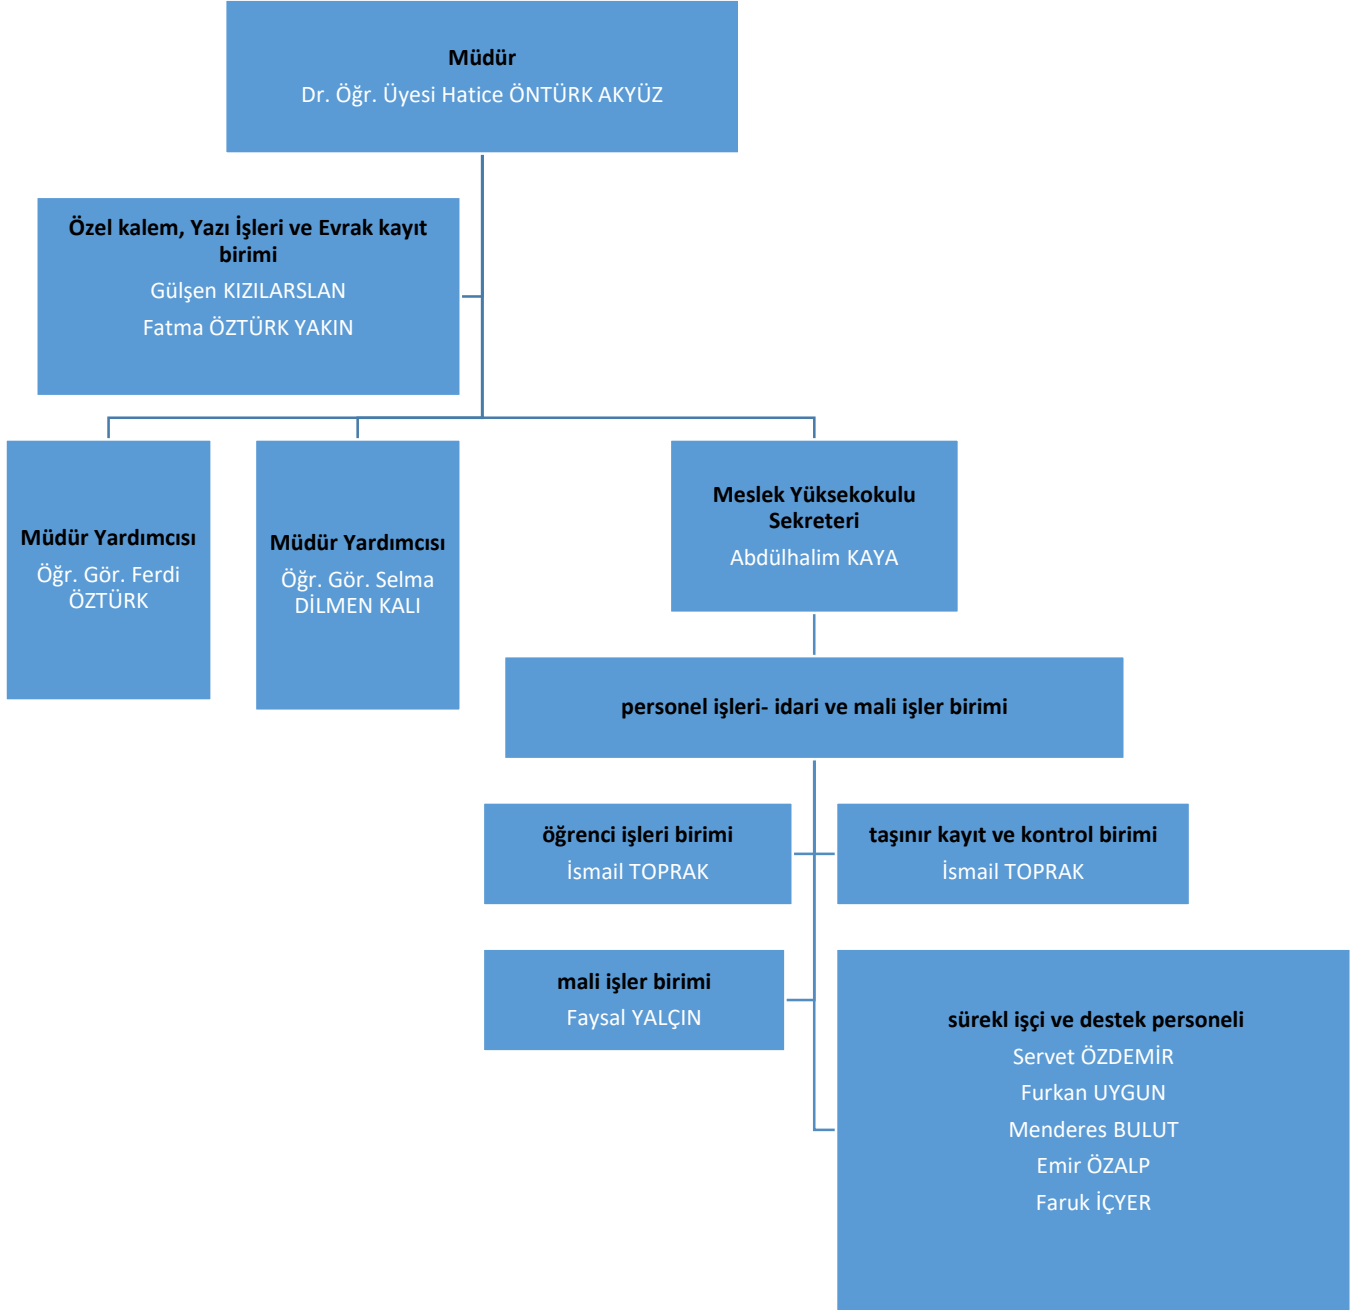 Müdür
Dr. Öğr. Üyesi Hatice ÖNTÜRK AKYÜZ
Özel kalem, Yazı İşleri ve Evrak kayıt
birimi
Gülşen KIZILARSLAN
Fatma ÖZTÜRK YAKIN
Müdür Yardımcısı
Öğr. Gör. Ferdi
ÖZTÜRK
Müdür Yardımcısı
Öğr. Gör. Selma
DİLMEN KALI
Meslek Yüksekokulu
Sekreteri
Abdülhalim KAYA
personel işleri- idari ve mali işler birimi
öğrenci işleri birimi
İsmail TOPRAK
taşınır kayıt ve kontrol birimi
İsmail TOPRAK
mali işler birimi
Faysal YALÇIN
sürekl işçi ve destek personeli
Servet ÖZDEMİR
Furkan UYGUN
Menderes BULUT
Emir ÖZALP
Faruk İÇYER